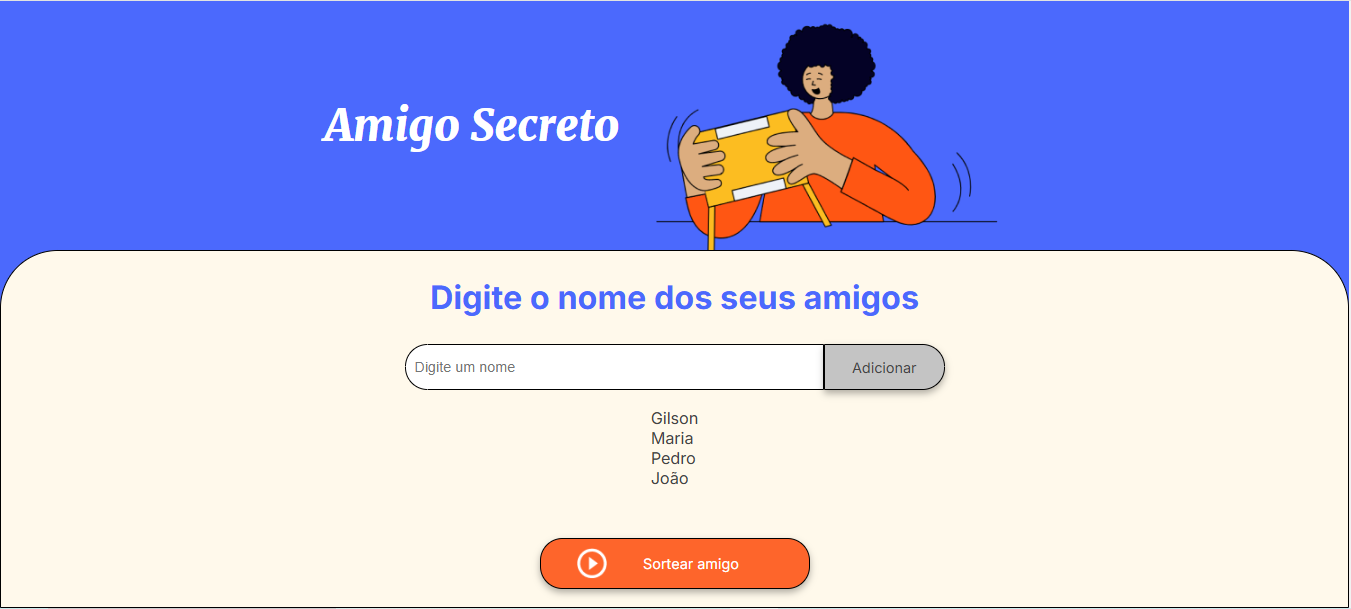 Amigo Secreto
Digite o nome dos seus amigos
Digite um nome
Adicionar
Gilson
Maria
Pedro
João
Sortear amigo